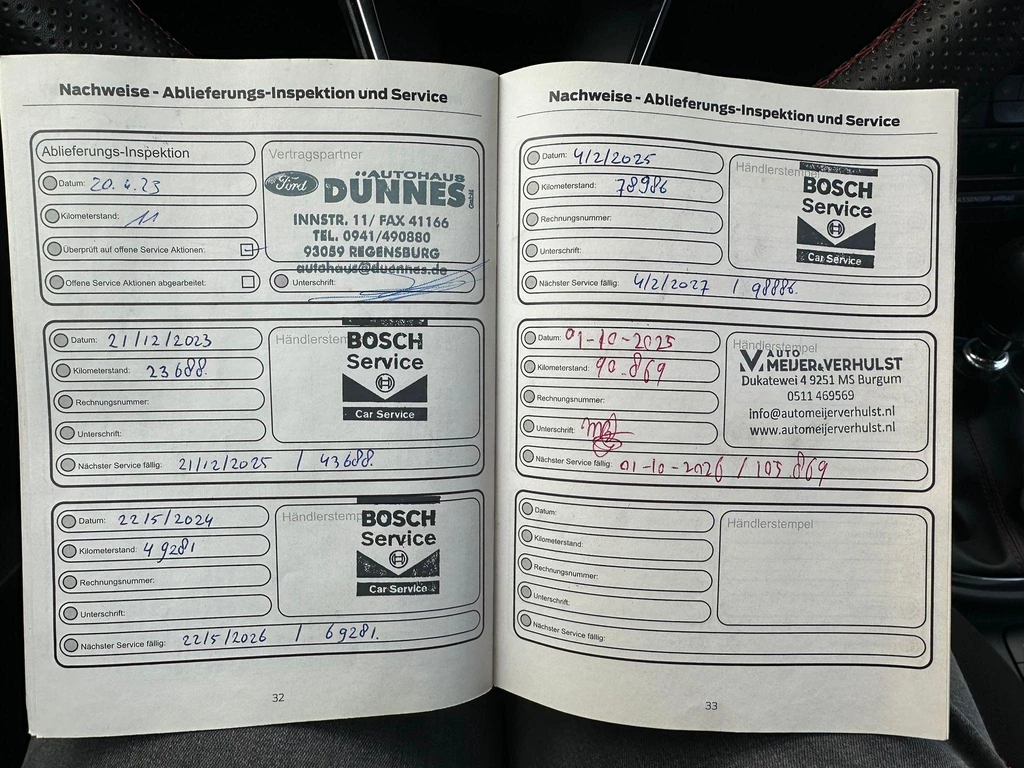 Nachweise - Ablieferungs-Inspektion und Service
Ablieferungs-Inspektion
Datum: 20.4.23
Kilometerstand: 11
Überprüft auf offene Service Aktionen:
Offene Service Aktionen abgearbeitet:
Vertragspartner
Ford AUTOHAUS
DÜNNES GmbH
INNSTR. 11/ FAX 41166
TEL. 0941/490880
93059 REGENSBURG
autohaus@duennes.de
Unterschrift:
Datum: 21/12/2023
Kilometerstand: 23688.
Rechnungsnummer:
Unterschrift:
Nächster Service fällig: 21/12/2025 / 43688.
Händlerstempel
BOSCH
Service
Car Service
Datum: 22/5/2024
Kilometerstand: 49281
Rechnungsnummer:
Unterschrift:
Nächster Service fällig: 22/5/2026 / 69281.
Händlerstempel
BOSCH
Service
Car Service
32
Nachweise - Ablieferungs-Inspektion und Service
Datum: 4/2/2025
Kilometerstand: 78986
Rechnungsnummer:
Unterschrift:
Nächster Service fällig: 4/2/2027 / 98886.
Händlerstempel
BOSCH
Service
Car Service
Datum: 01-10-2025
Kilometerstand: 90.869
Rechnungsnummer:
Unterschrift:
Nächster Service fällig: 01-10-2026 / 103 869
Händlerstempel
AUTO
MEIJER&VERHULST
Dukatewei 4 9251 MS Burgum
0511 469569
info@automeijerverhulst.nl
www.automeijerverhulst.nl
Datum:
Kilometerstand:
Rechnungsnummer:
Unterschrift:
Nächster Service fällig:
Händlerstempel
33